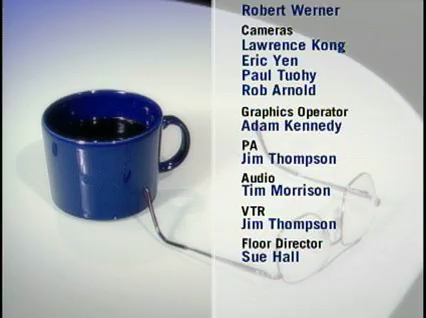 Robert Werner
Cameras
Lawrence Kong
Eric Yen
Paul Tuohy
Rob Arnold
Graphics Operator
Adam Kennedy
PA
Jim Thompson
Audio
Tim Morrison
VTR
Jim Thompson
Floor Director
Sue Hall